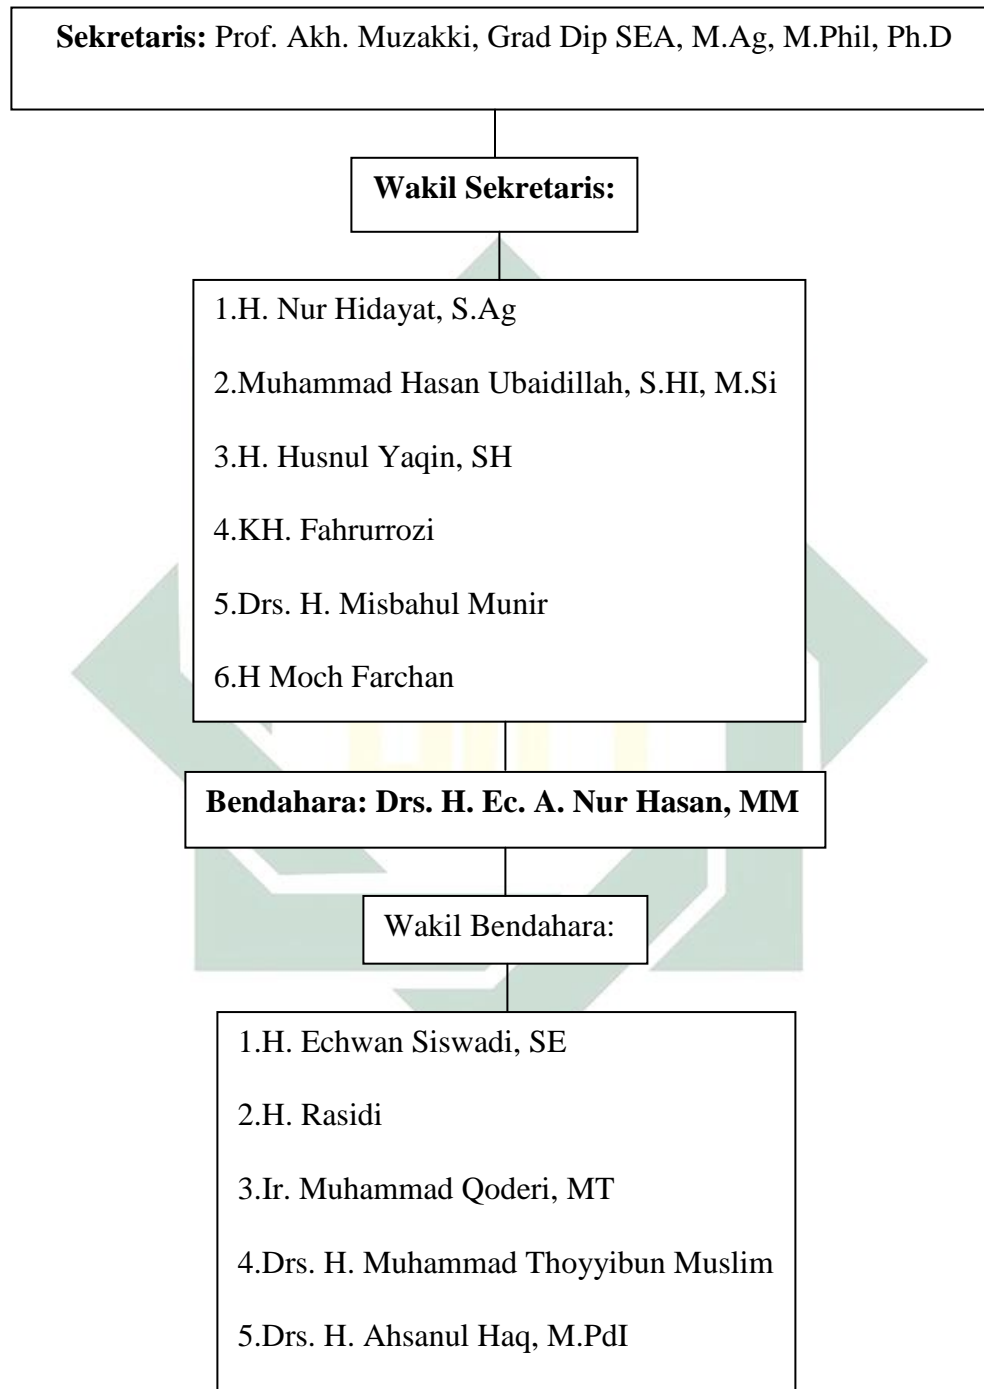 Sekretaris: Prof. Akh. Muzakki, Grad Dip SEA, M.Ag, M.Phil, Ph.D
Wakil Sekretaris:
1.H. Nur Hidayat, S.Ag
2.Muhammad Hasan Ubaidillah, S.HI, M.Si
3.H. Husnul Yaqin, SH
4.KH. Fahrurrozi
5.Drs. H. Misbahul Munir
6.H Moch Farchan
Bendahara: Drs. H. Ec. A. Nur Hasan, MM
Wakil Bendahara:
1.H. Echwan Siswadi, SE
2.H. Rasidi
3.Ir. Muhammad Qoderi, MT
4.Drs. H. Muhammad Thoyyibun Muslim
5.Drs. H. Ahsanul Haq, M.PdI